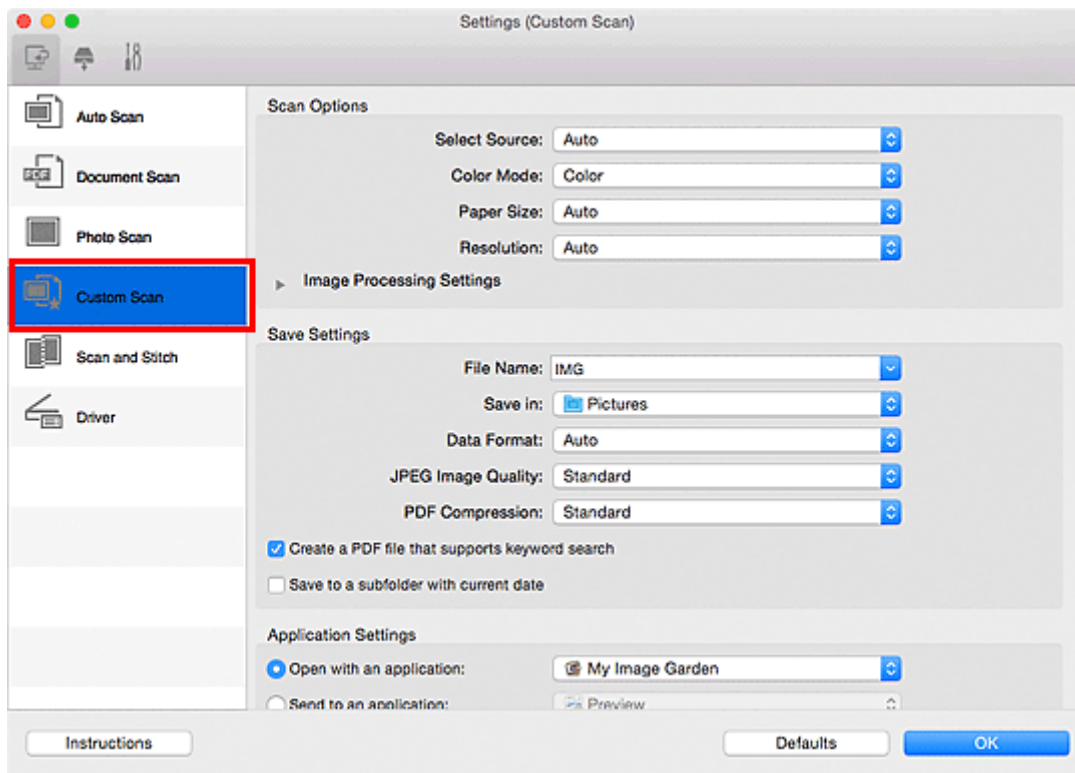 Settings (Custom Scan)
Auto Scan
PDF
Document Scan
Photo Scan
Custom Scan
Scan and Stitch
Driver
Scan Options
Select Source: Auto
Color Mode: Color
Paper Size: Auto
Resolution: Auto
Image Processing Settings
Save Settings
File Name: IMG
Save in: Pictures
Data Format: Auto
JPEG Image Quality: Standard
PDF Compression: Standard
Create a PDF file that supports keyword search
Save to a subfolder with current date
Application Settings
Open with an application: My Image Garden
Send to an application: Preview
Instructions
Defaults
OK